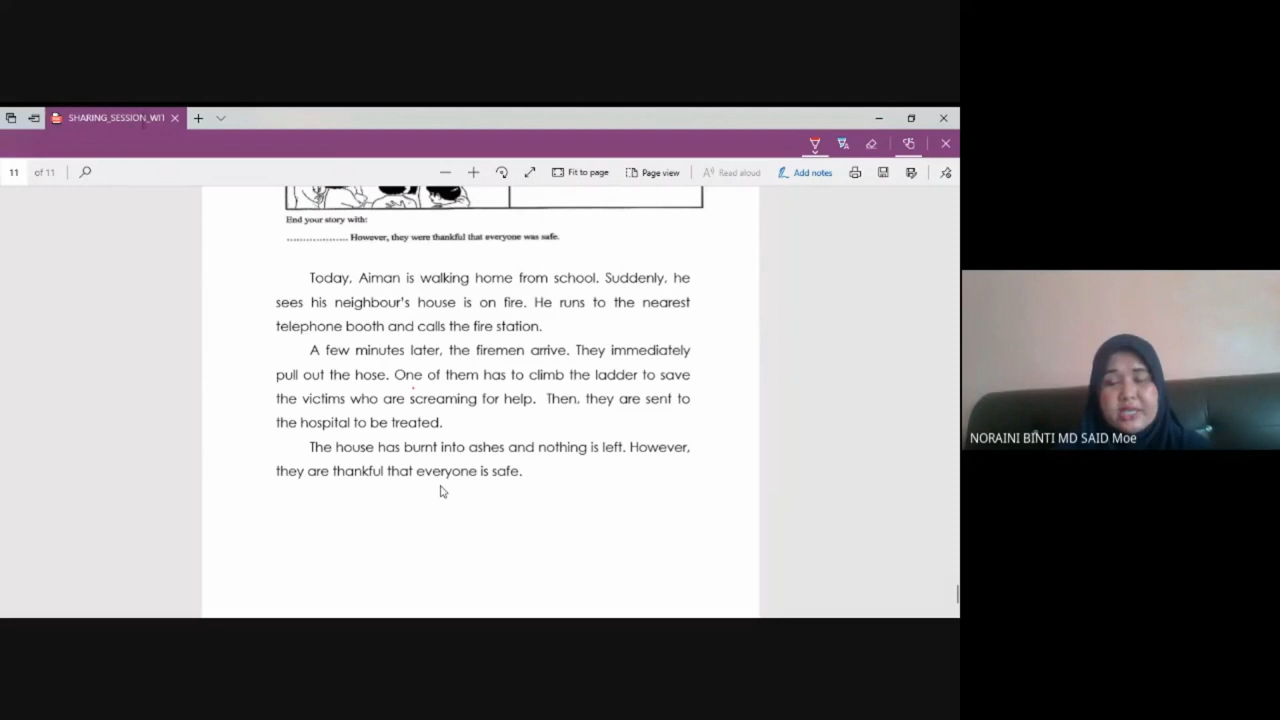 SHARING_SESSION_WIT
11 of 11
Fit to page
Page view
Read aloud
Add notes
End your story with:
.................... However, they were thankful that everyone was safe.
Today, Aiman is walking home from school. Suddenly, he
sees his neighbour's house is on fire. He runs to the nearest
telephone booth and calls the fire station.
A few minutes later, the firemen arrive. They immediately
pull out the hose. One of them has to climb the ladder to save
the victims who are screaming for help. Then, they are sent to
the hospital to be treated.
The house has burnt into ashes and nothing is left. However,
they are thankful that everyone is safe.
NORAINI BINTI MD SAID Moe